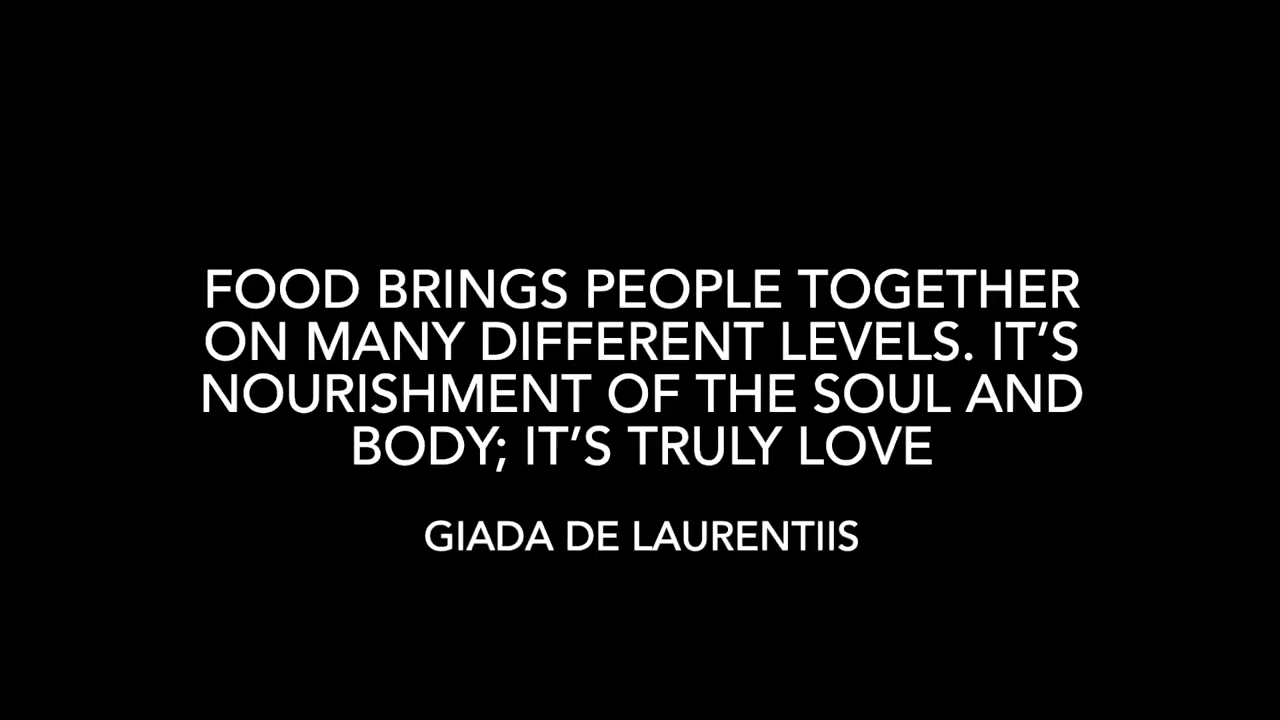 FOOD BRINGS PEOPLE TOGETHER
ON MANY DIFFERENT LEVELS. IT’S
NOURISHMENT OF THE SOUL AND
BODY; IT’S TRULY LOVE
GIADA DE LAURENTIIS